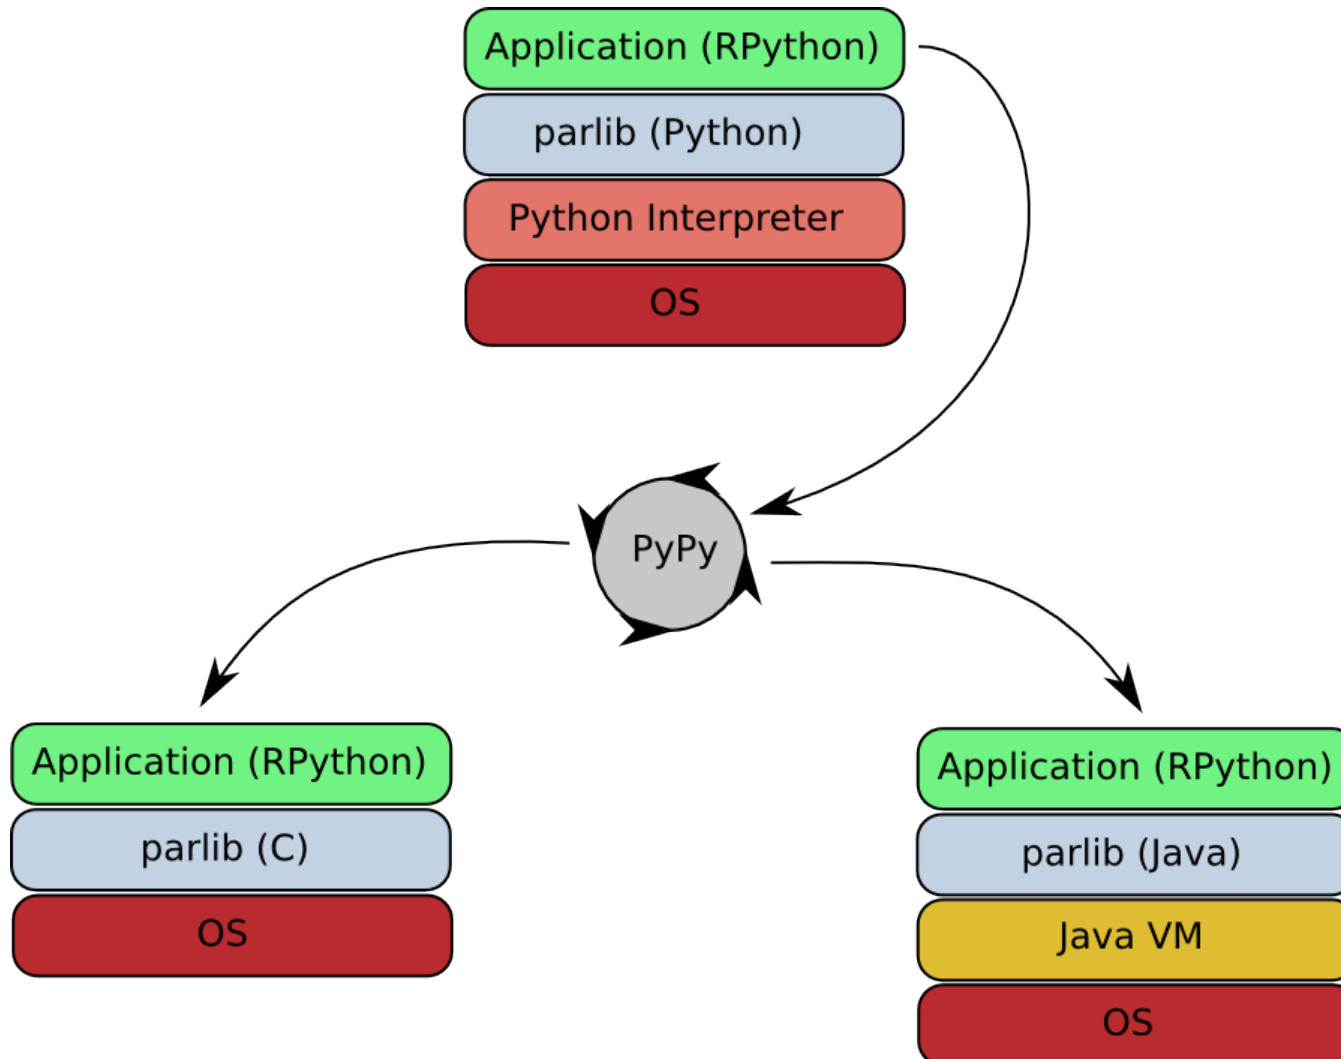 Application (RPython)
parlib (Python)
Python Interpreter
OS
PyPy
Application (RPython)
parlib (C)
OS
Application (RPython)
parlib (Java)
Java VM
OS